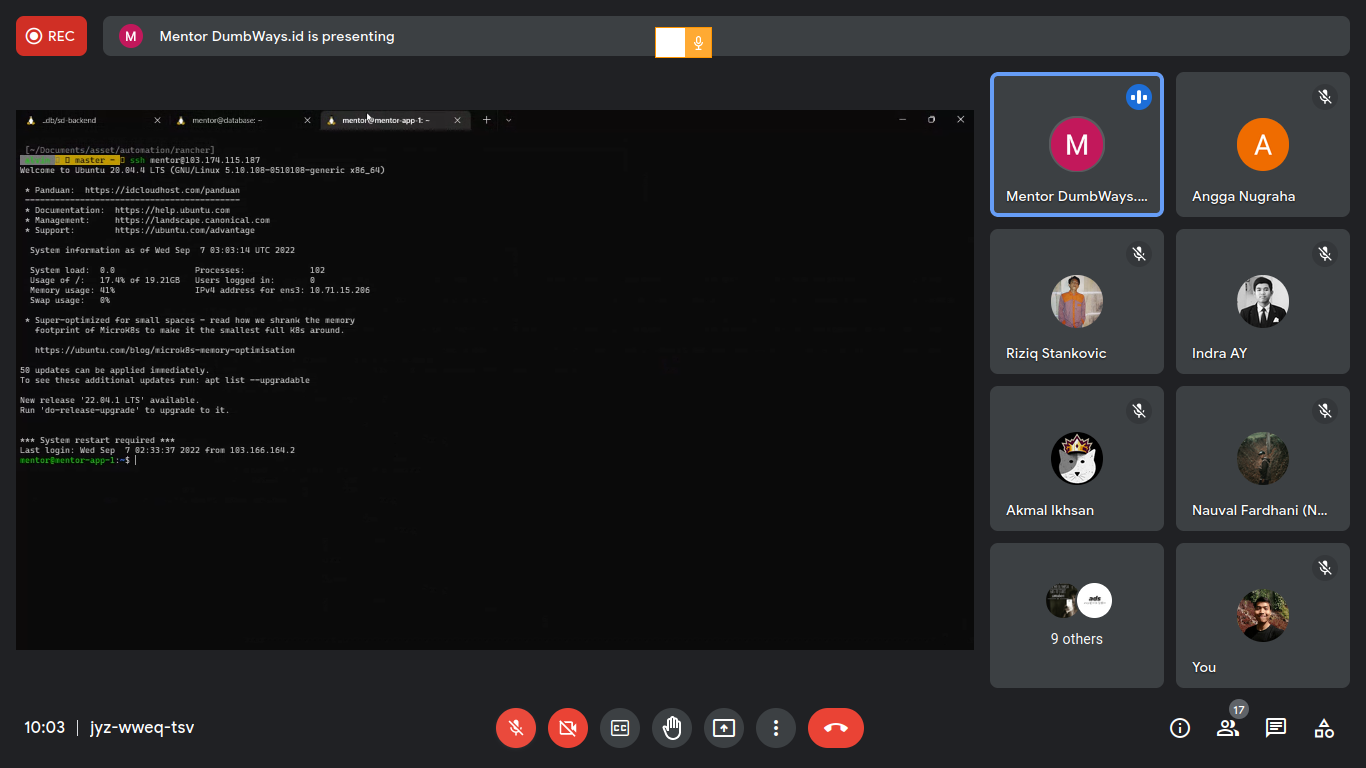 REC
M
Mentor DumbWays.id is presenting
_db/sd-backend
mentor@database: ~
mentor@mentor-app-1: ~
[~/Documents/asset/automation/rancher]
master ~ ssh mentor@103.174.115.187
Welcome to Ubuntu 20.04.4 LTS (GNU/Linux 5.10.108-0510108-generic x86_64)
* Panduan: https://idcloudhost.com/panduan
* Documentation: https://help.ubuntu.com
* Management: https://landscape.canonical.com
* Support: https://ubuntu.com/advantage
System information as of Wed Sep 7 03:03:14 UTC 2022
System load: 0.0 Processes: 102
Usage of /: 17.4% of 19.21GB Users logged in: 0
Memory usage: 41% IPv4 address for ens3: 10.71.15.206
Swap usage: 0%
* Super-optimized for small spaces - read how we shrank the memory
footprint of MicroK8s to make it the smallest full K8s around.
https://ubuntu.com/blog/microk8s-memory-optimisation
50 updates can be applied immediately.
To see these additional updates run: apt list --upgradable
New release '22.04.1 LTS' available.
Run 'do-release-upgrade' to upgrade to it.
*** System restart required ***
Last login: Wed Sep 7 02:33:37 2022 from 103.166.164.2
mentor@mentor-app-1:~$
M
Mentor DumbWays....
A
Angga Nugraha
Riziq Stankovic
Indra AY
Akmal Ikhsan
Nauval Fardhani (N...
ads
9 others
You
10:03 | jyz-wweq-tsv
CC
17